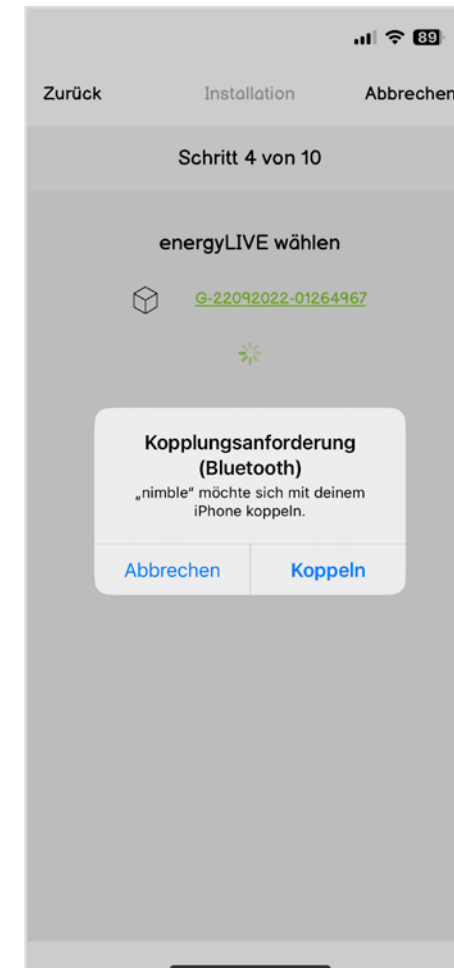 89
Zurück Installation Abbrechen
Schritt 4 von 10
energyLIVE wählen
G-22092022-01264967
Kopplungsanforderung
(Bluetooth)
„nimble“ möchte sich mit deinem
iPhone koppeln.
Abbrechen Koppeln